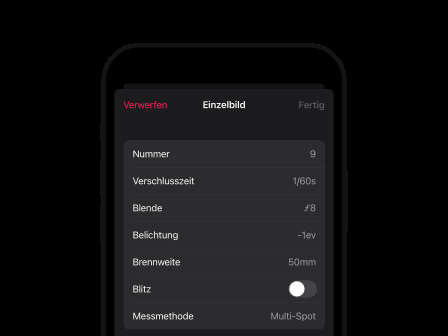 Verwerfen Einzelbild Fertig
Nummer 9
Verschlusszeit 1/60s
Blende ƒ8
Belichtung -1ev
Brennweite 50mm
Blitz
Messmethode Multi-Spot